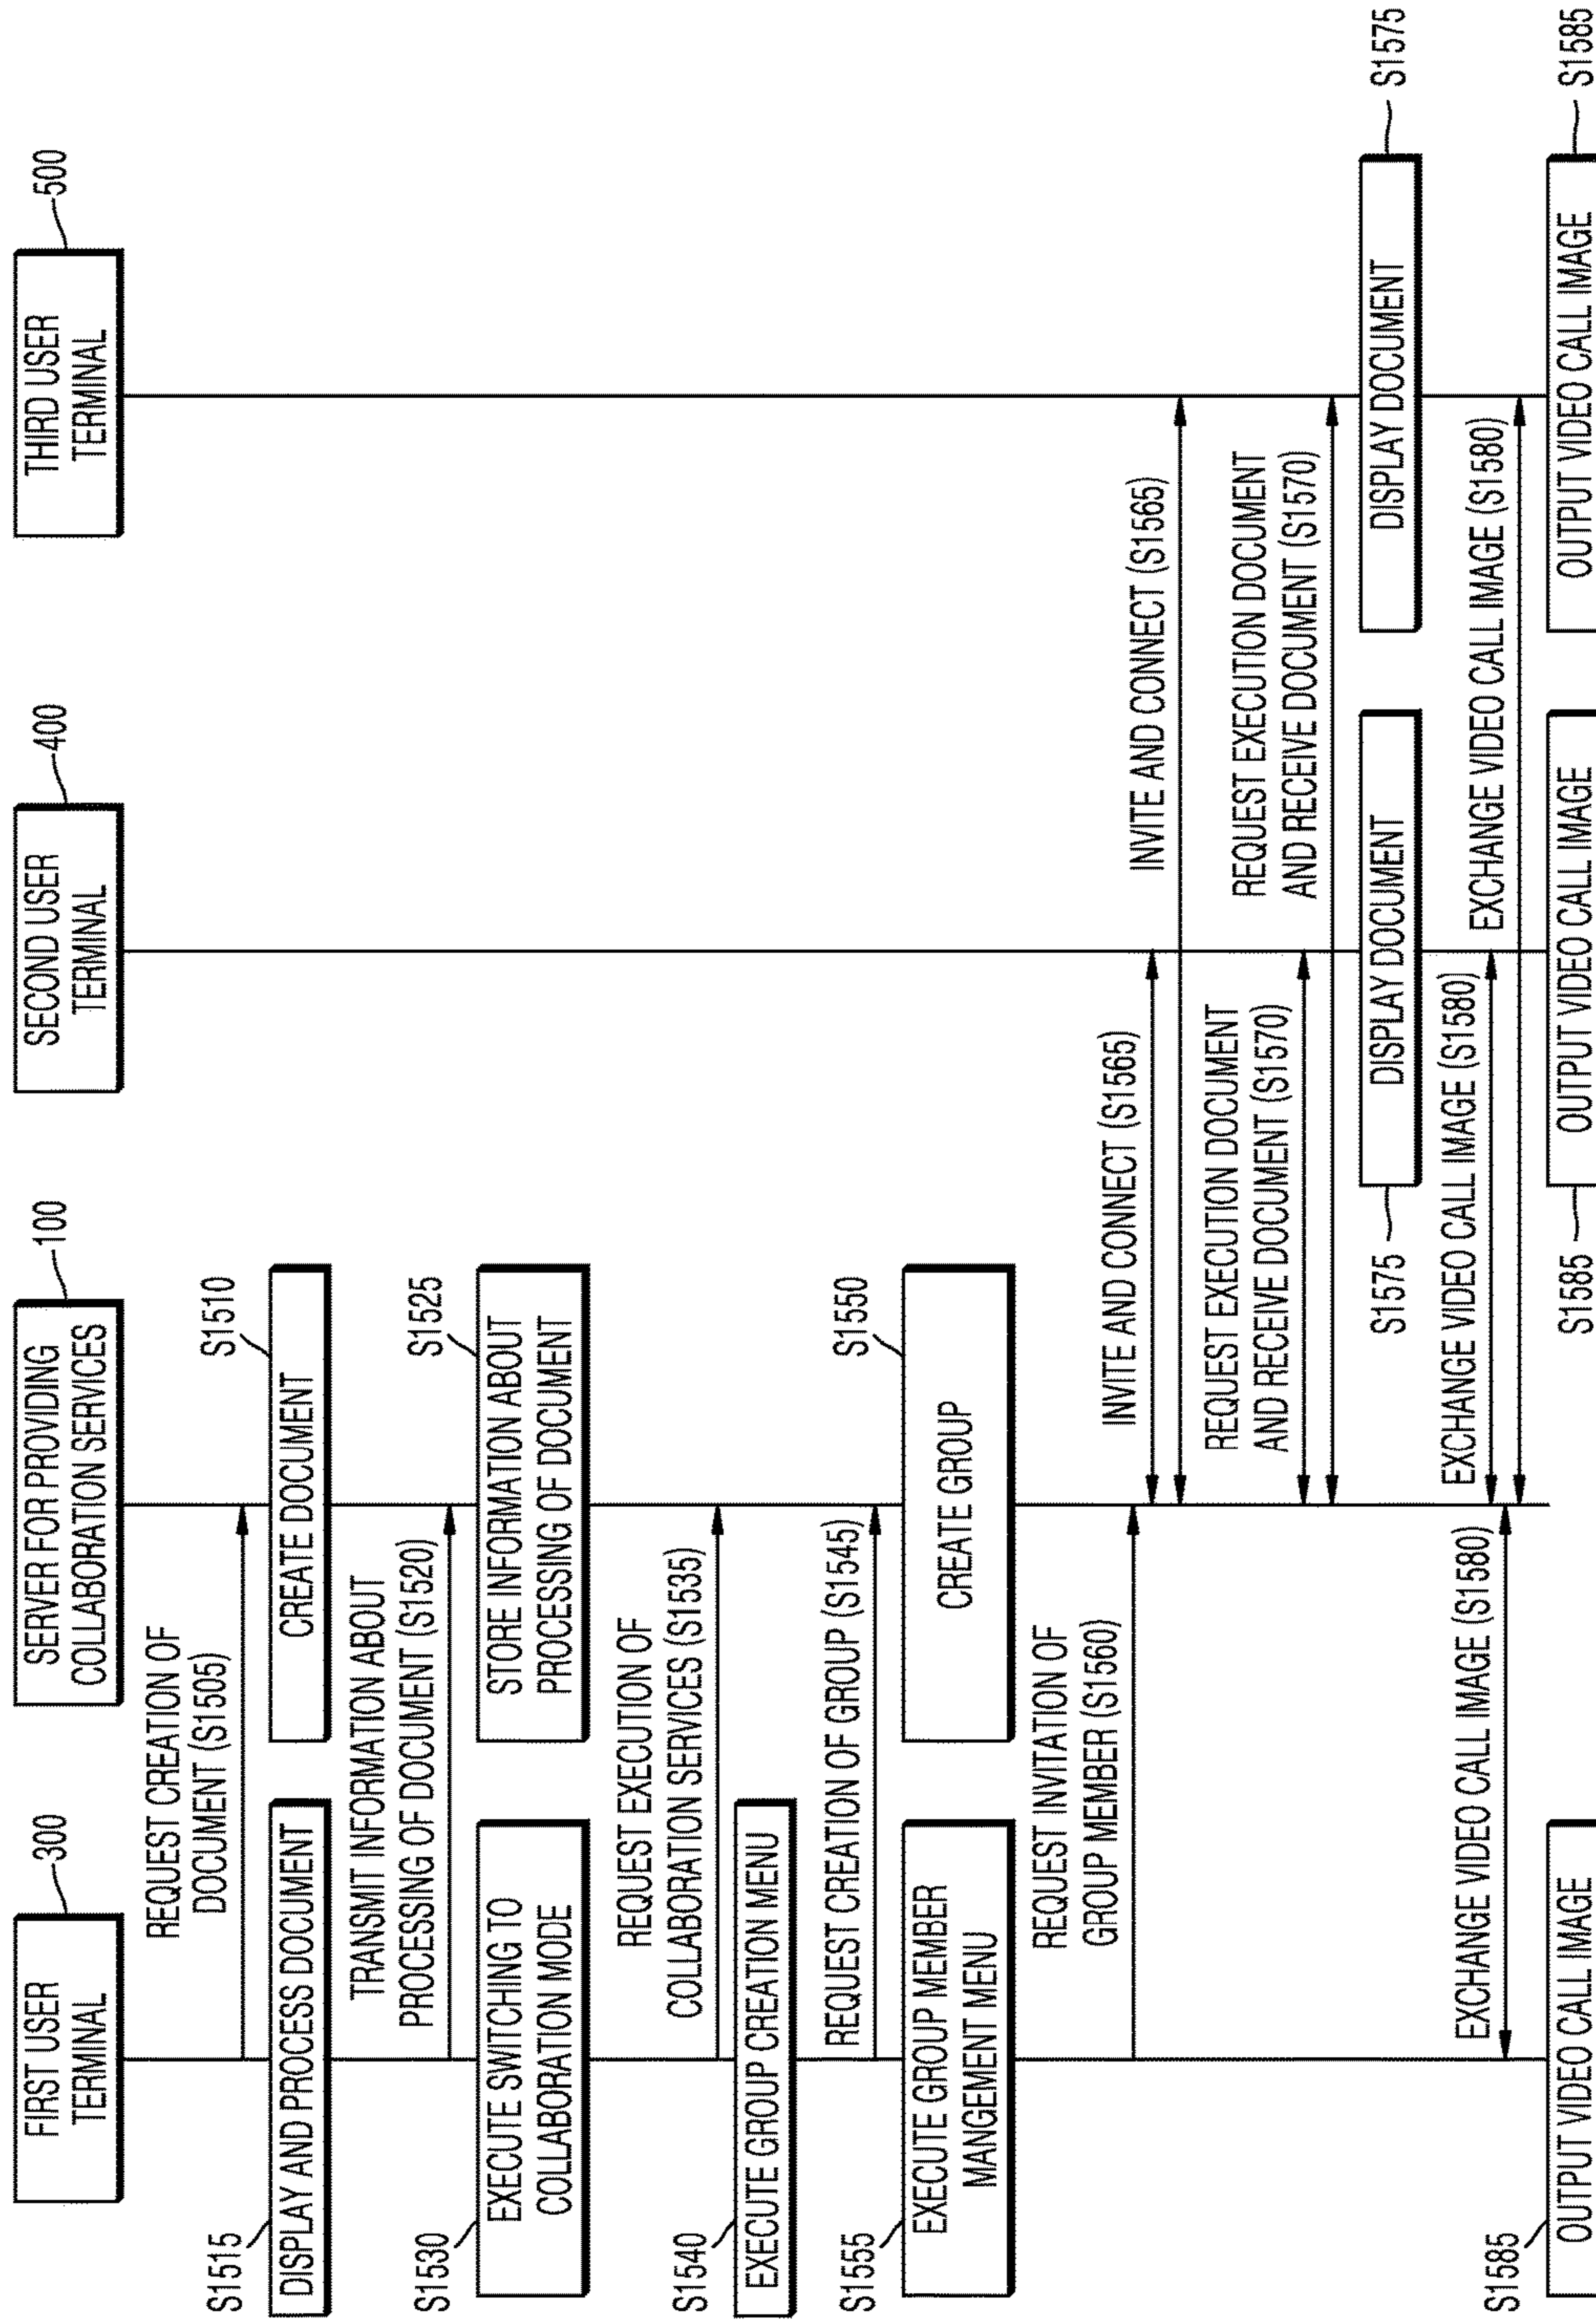 FIRST USER
TERMINAL
300
SERVER FOR PROVIDING
COLLABORATION SERVICES
100
SECOND USER
TERMINAL
400
THIRD USER
TERMINAL
500
REQUEST CREATION OF
DOCUMENT (S1505)
S1510
CREATE DOCUMENT
S1515
DISPLAY AND PROCESS DOCUMENT
TRANSMIT INFORMATION ABOUT
PROCESSING OF DOCUMENT (S1520)
S1525
STORE INFORMATION ABOUT
PROCESSING OF DOCUMENT
S1530
EXECUTE SWITCHING TO
COLLABORATION MODE
REQUEST EXECUTION OF
COLLABORATION SERVICES (S1535)
S1540
EXECUTE GROUP CREATION MENU
REQUEST CREATION OF GROUP (S1545)
S1550
CREATE GROUP
S1555
EXECUTE GROUP MEMBER
MANGEMENT MENU
REQUEST INVITATION OF
GROUP MEMBER (S1560)
INVITE AND CONNECT (S1565)
INVITE AND CONNECT (S1565)
REQUEST EXECUTION DOCUMENT
AND RECEIVE DOCUMENT (S1570)
REQUEST EXECUTION DOCUMENT
AND RECEIVE DOCUMENT (S1570)
S1575
DISPLAY DOCUMENT
DISPLAY DOCUMENT
S1575
EXCHANGE VIDEO CALL IMAGE (S1580)
EXCHANGE VIDEO CALL IMAGE (S1580)
EXCHANGE VIDEO CALL IMAGE (S1580)
S1585
OUTPUT VIDEO CALL IMAGE
S1585
OUTPUT VIDEO CALL IMAGE
OUTPUT VIDEO CALL IMAGE
S1585